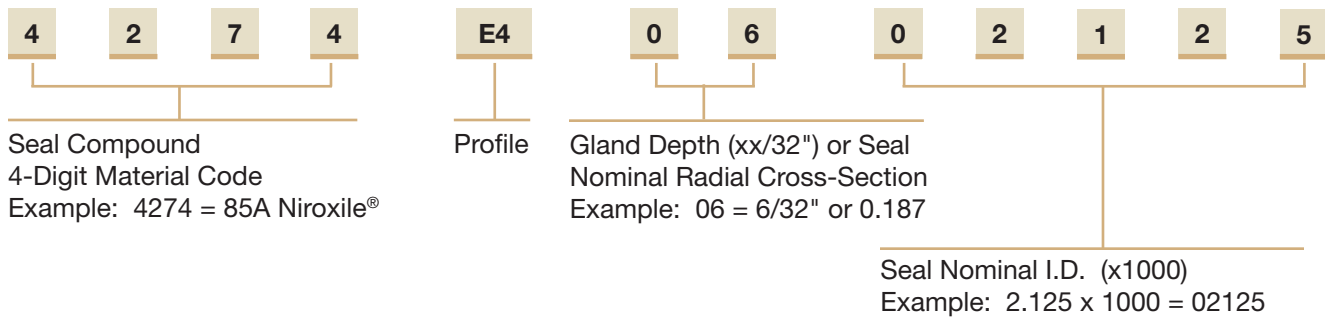 4 2 7 4 E4 0 6 0 2 1 2 5
Seal Compound
4-Digit Material Code
Example: 4274 = 85A Niroxile®
Profile
Gland Depth (xx/32") or Seal
Nominal Radial Cross-Section
Example: 06 = 6/32" or 0.187
Seal Nominal I.D. (x1000)
Example: 2.125 x 1000 = 02125